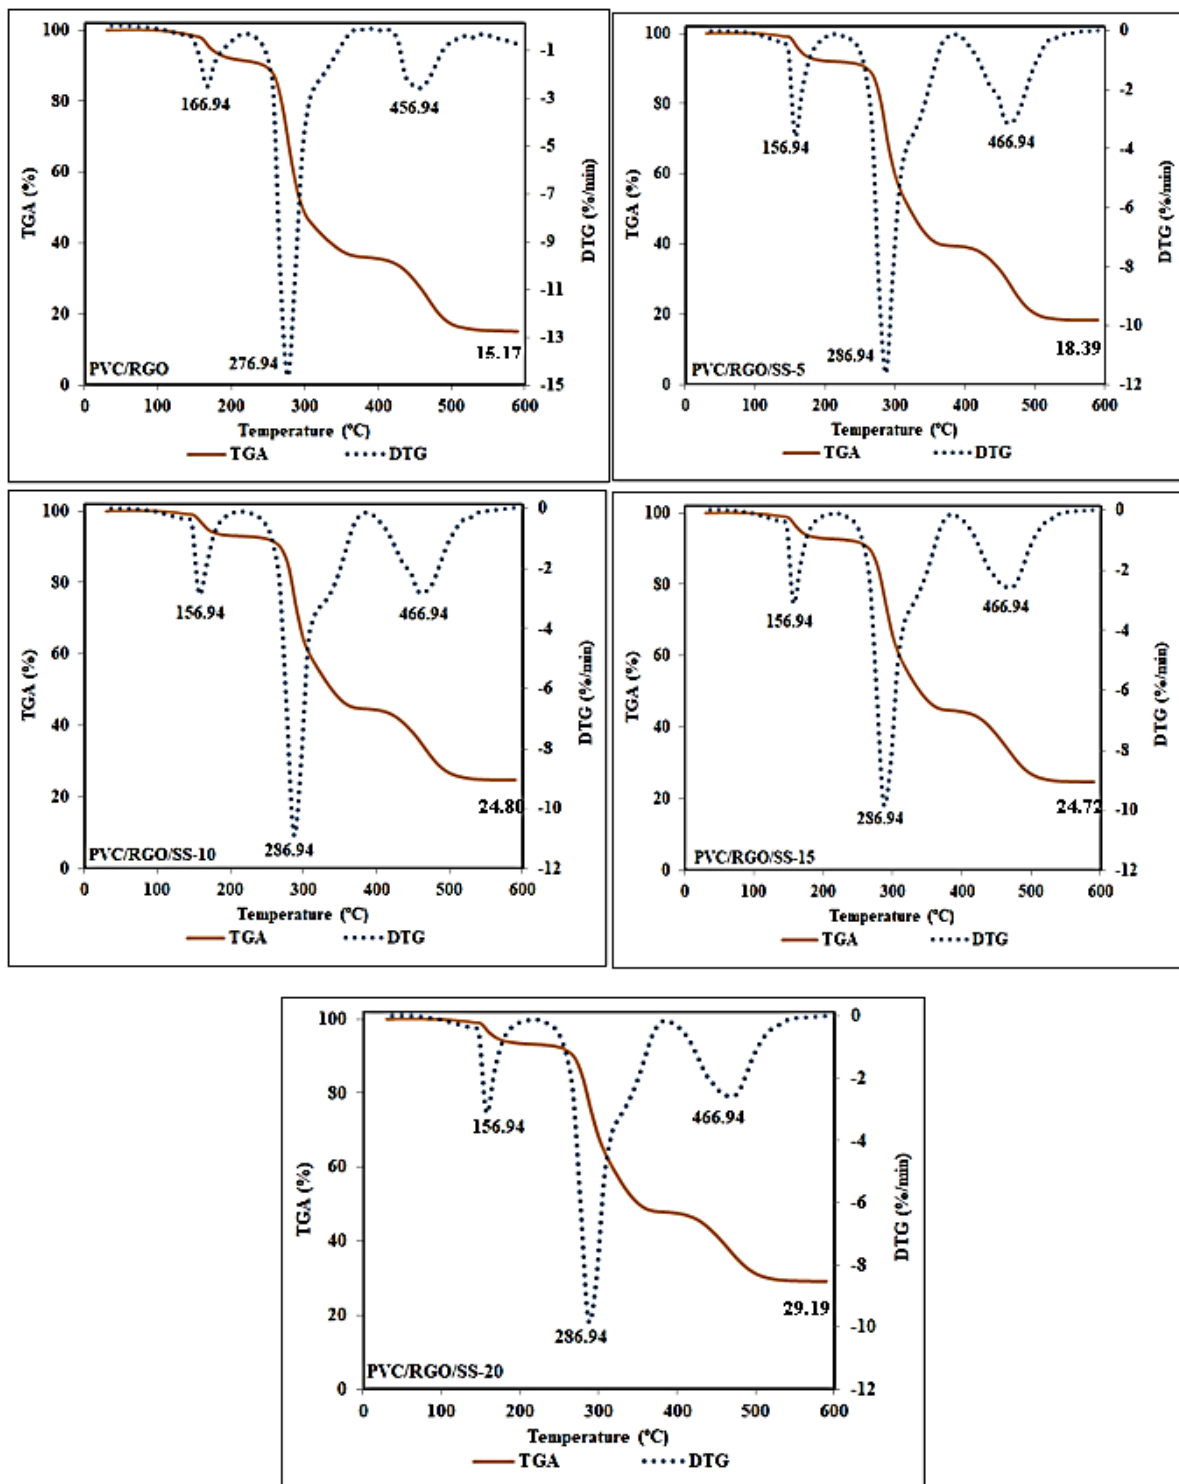 100
80
60
40
20
0
TGA (%)
-1
-3
-5
-7
-9
-11
-13
-15
DTG (%/min)
166.94
456.94
276.94
15.17
PVC/RGO
0 100 200 300 400 500 600
Temperature (ºC)
TGA DTG
100
80
60
40
20
0
TGA (%)
0
-2
-4
-6
-8
-10
-12
DTG (%/min)
156.94
466.94
286.94
18.39
PVC/RGO/SS-5
0 100 200 300 400 500 600
Temperature (ºC)
TGA DTG
100
80
60
40
20
0
TGA (%)
0
-2
-4
-6
-8
-10
-12
DTG (%/min)
156.94
466.94
24.80
286.94
PVC/RGO/SS-10
0 100 200 300 400 500 600
Temperature (ºC)
TGA DTG
100
80
60
40
20
0
TGA (%)
0
-2
-4
-6
-8
-10
-12
DTG (%/min)
156.94
466.94
24.72
286.94
PVC/RGO/SS-15
0 100 200 300 400 500 600
Temperature (ºC)
TGA DTG
100
80
60
40
20
0
TGA (%)
0
-2
-4
-6
-8
-10
-12
DTG (%/min)
156.94
466.94
29.19
286.94
PVC/RGO/SS-20
0 100 200 300 400 500 600
Temperature (ºC)
TGA DTG